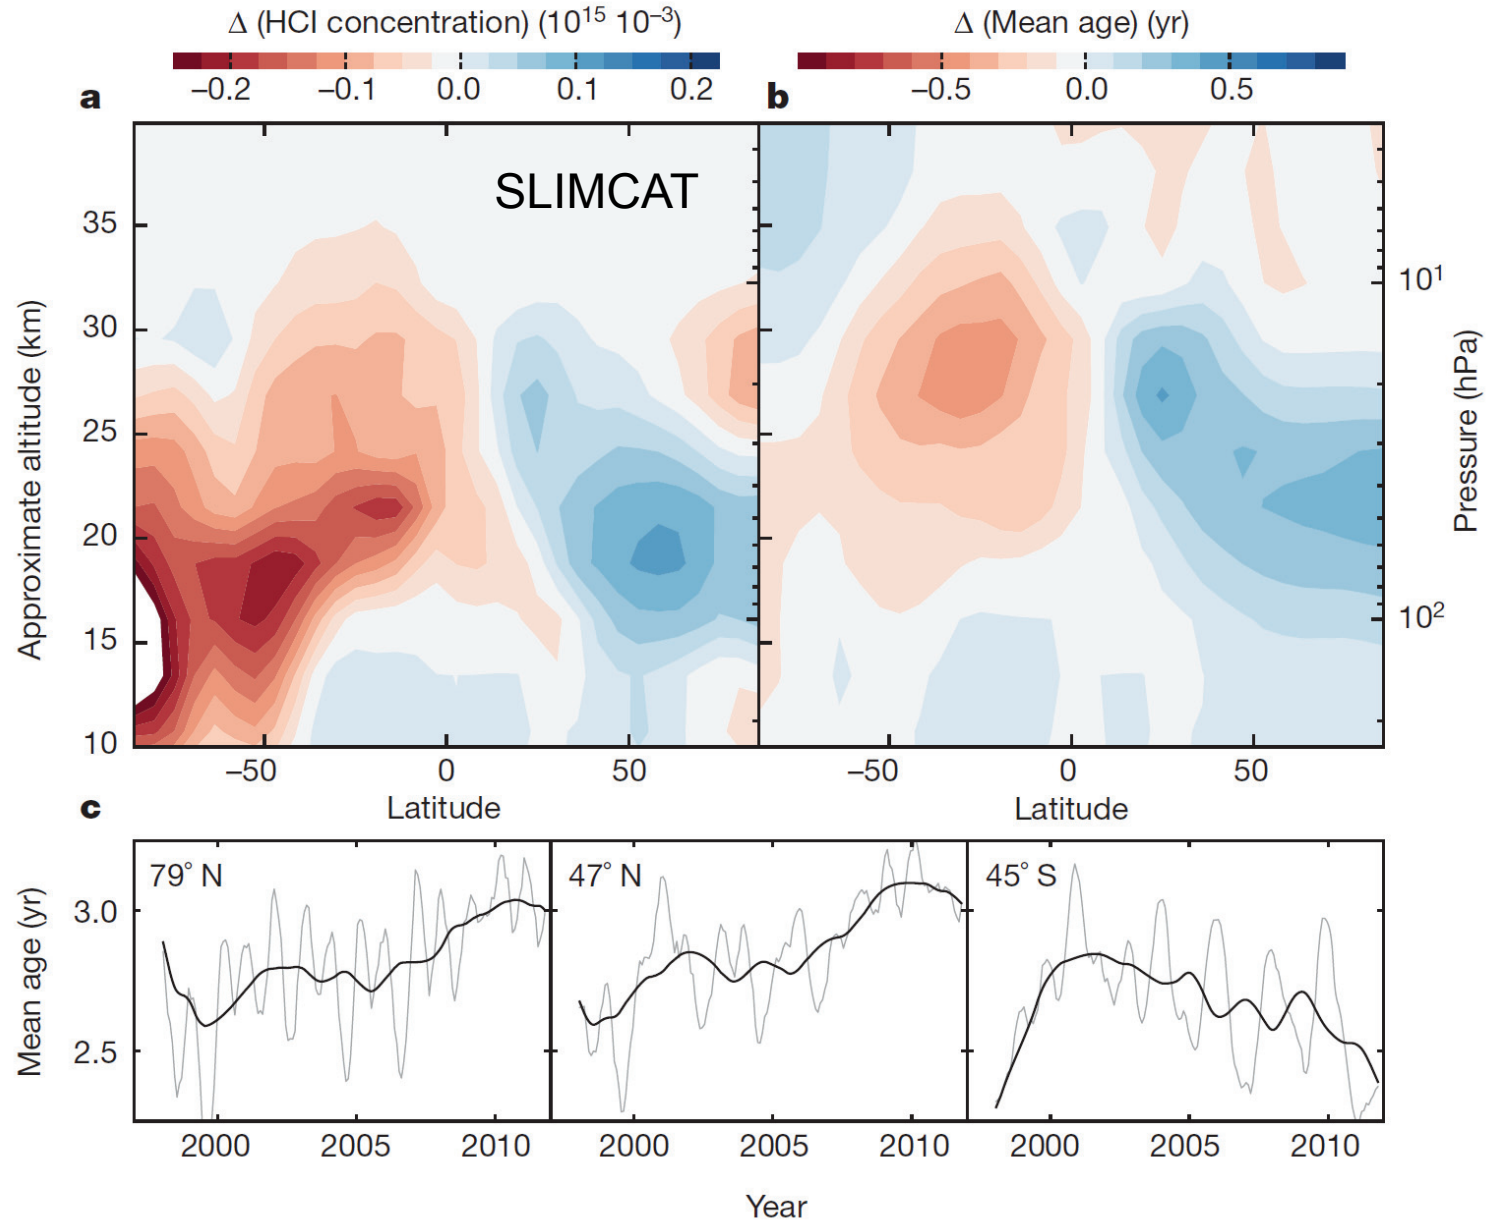 Δ (HCl concentration) (10¹⁵ 10⁻³)
Δ (Mean age) (yr)
−0.2 −0.1 0.0 0.1 0.2
−0.5 0.0 0.5
a
b
SLIMCAT
Approximate altitude (km)
35
30
25
20
15
10
10¹
10²
Pressure (hPa)
−50 0 50
−50 0 50
Latitude
Latitude
c
79° N
47° N
45° S
Mean age (yr)
3.0
2.5
2000 2005 2010
2000 2005 2010
2000 2005 2010
Year